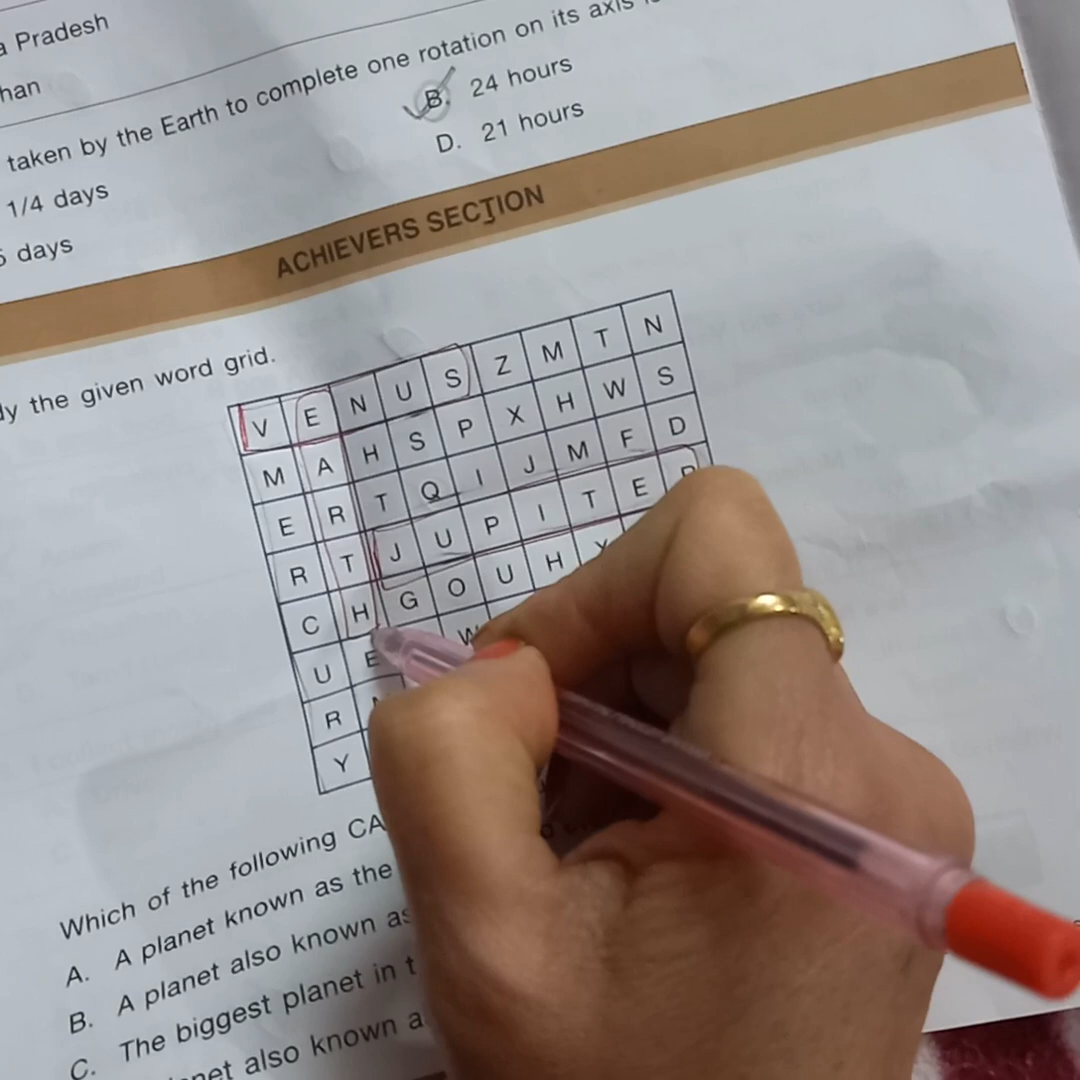 a Pradesh
han
taken by the Earth to complete one rotation on its axis
1/4 days
B. 24 hours
days
D. 21 hours
ACHIEVERS SECTION
the given word grid.
V E N U S Z M T N
M A H S P X H W S
E R T Q I J M F D
R T J U P I T E
C H G O U H
U E W
R
Y
Which of the following CA
A. A planet known as the
B. A planet also known as
C. The biggest planet in t
also known a